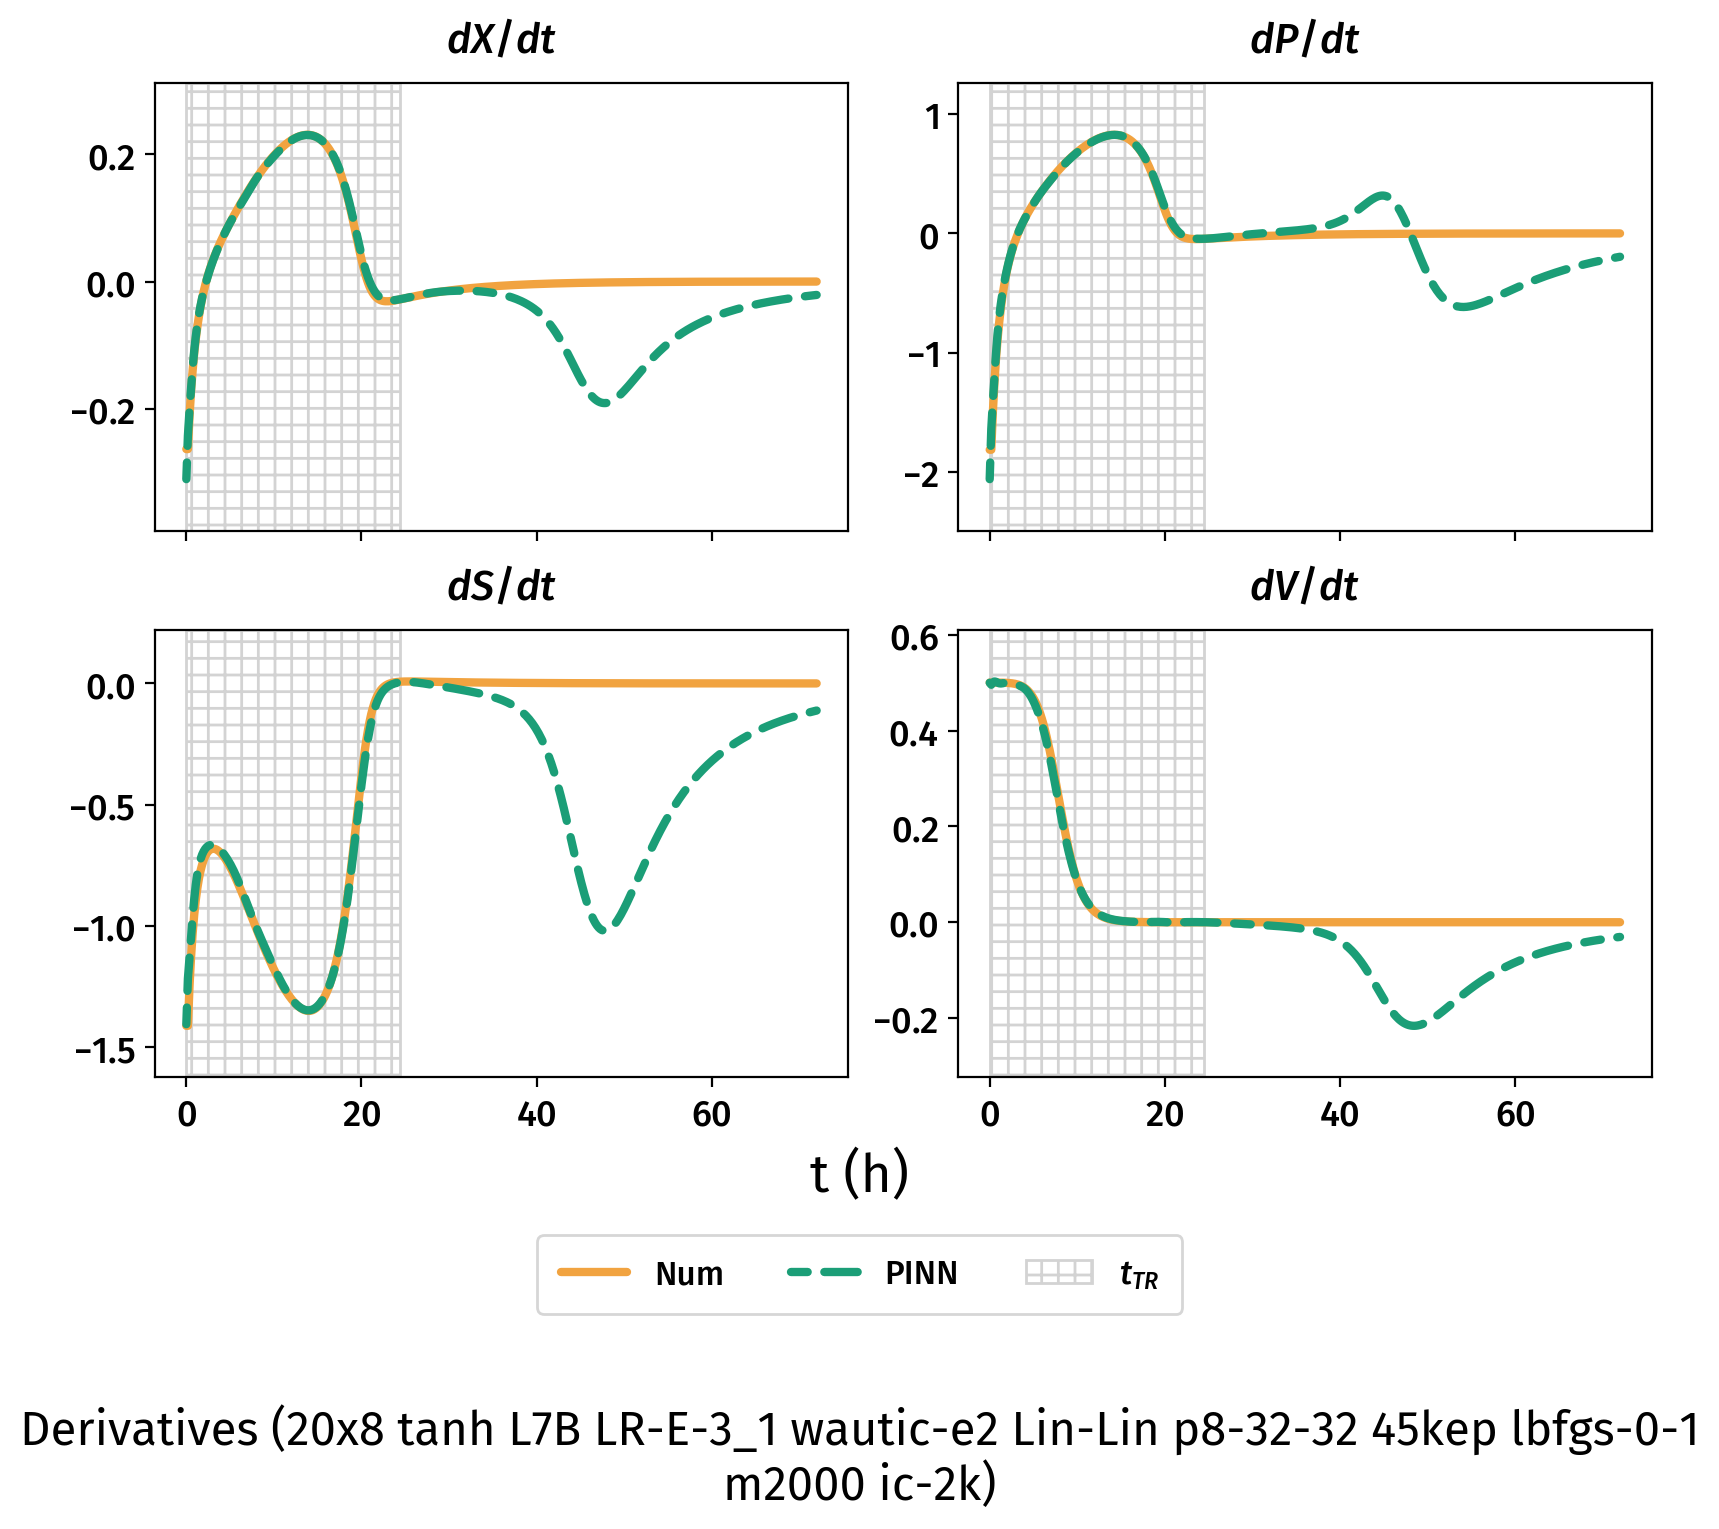 dX/dt
dP/dt
0.2
0.0
−0.2
1
0
−1
−2
dS/dt
dV/dt
0.0
−0.5
−1.0
−1.5
0.6
0.4
0.2
0.0
−0.2
0 20 40 60
0 20 40 60
t (h)
Num PINN tTR
Derivatives (20x8 tanh L7B LR-E-3_1 wautic-e2 Lin-Lin p8-32-32 45kep lbfgs-0-1
m2000 ic-2k)